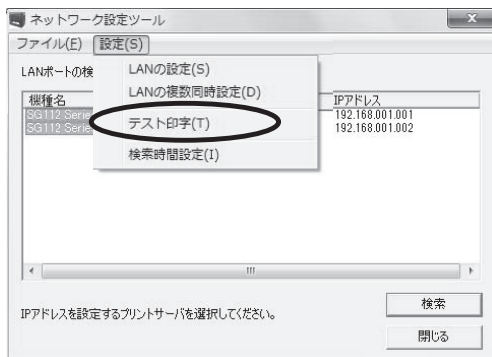 ネットワーク設定ツール
ファイル(F) 設定(S)
LANポートの検
LANの設定(S)
LANの複数同時設定(D)
テスト印字(T)
検索時間設定(I)
機種名 IPアドレス
SG112 Serie 192.168.001.001
SG112 Serie 192.168.001.002
IPアドレスを設定するプリントサーバを選択してください。
検索
閉じる